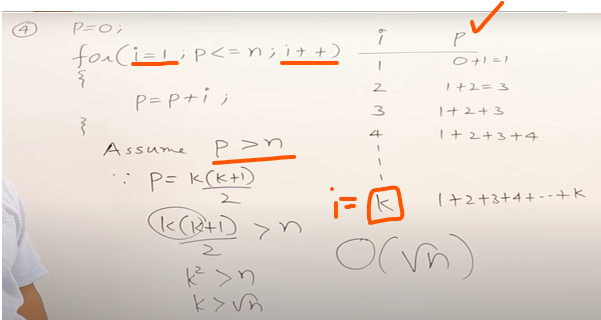 ④ P=0;
for(i=1; p<=n; i++)
{
p=p+i;
}
Assume p>n
∵ p= k(k+1)/2
k(k+1)/2 > n
k² > n
k > √n
i p
1 0+1=1
2 1+2=3
3 1+2+3
4 1+2+3+4
i= k 1+2+3+4+--+k
O(√n)